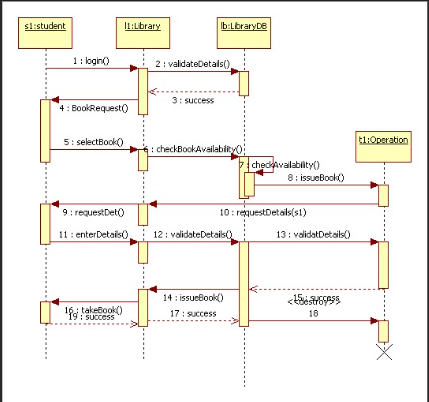 s1:student
l1:Library
lb:LibraryDB
1 : login()
2 : validateDetails()
3 : success
4 : BookRequest()
5 : selectBook()
6 : checkBookAvailability()
7 : checkAvailability()
t1:Operation
8 : issueBook()
9 : requestDet()
10 : requestDetails(s1)
11 : enterDetails()
12 : validateDetails()
13 : validatDetails()
14 : issueBook()
15 : success
<<destroy>>
16 : takeBook()
17 : success
18
19 : success